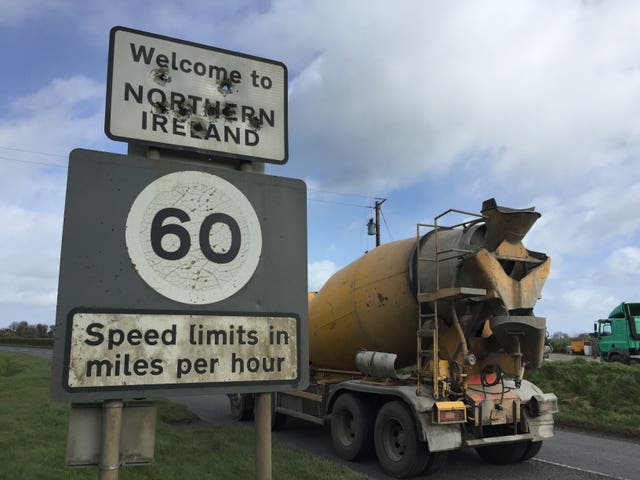 Welcome to
NORTHERN
IRELAND
60
Speed limits in
miles per hour